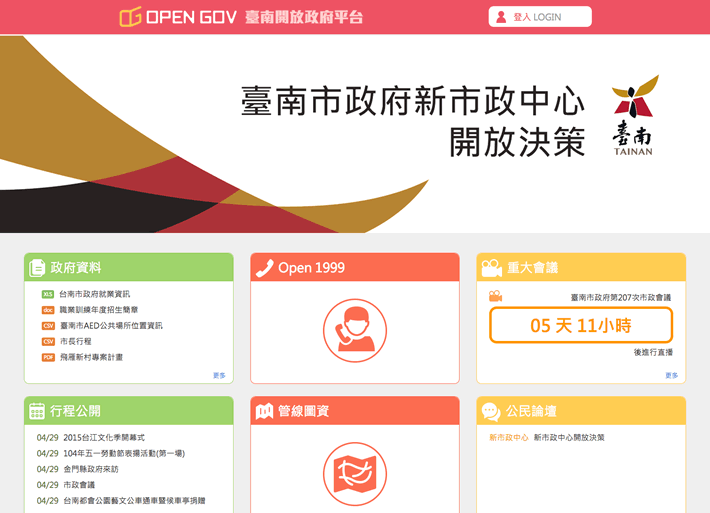 OPEN GOV 臺南開放政府平台
登入 LOGIN
臺南市政府新市政中心
開放決策
臺南
TAINAN
政府資料
XLS 台南市政府就業資訊
doc 職業訓練年度招生簡章
CSV 臺南市AED公共場所位置資訊
CSV 市長行程
PDF 飛雁新村專案計畫
更多
Open 1999
重大會議
臺南市政府第207次市政會議
05 天 11小時
後進行直播
更多
行程公開
04/29 2015台江文化季開幕式
04/29 104年五一勞動節表揚活動(第一場)
04/29 金門縣政府來訪
04/29 市政會議
04/29 台南都會公園藝文公車通車暨候車亭捐贈
管線圖資
公民論壇
新市政中心 新市政中心開放決策